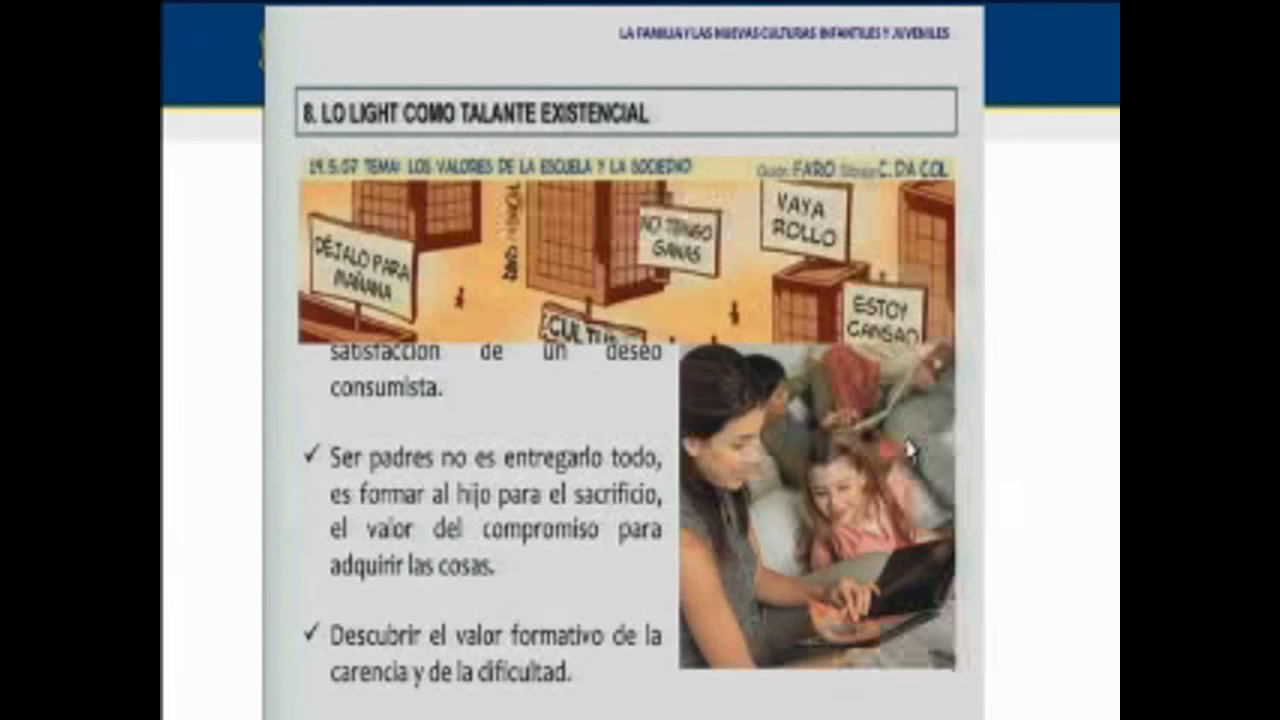 LA FAMILIA Y LAS NUEVAS CULTURAS INFANTILES Y JUVENILES
8. LO LIGHT COMO TALANTE EXISTENCIAL
19.5.07 TEMA: LOS VALORES DE LA ESCUELA Y LA SOCIEDAD
FARO C. DA COL
VAYA
ROLLO
NO TENGO
GANAS
DÉJALO PARA
MAÑANA
ESTOY
CANSAO
satisfacción de un deseo
consumista.
✓ Ser padres no es entregarlo todo,
es formar al hijo para el sacrificio,
el valor del compromiso para
adquirir las cosas.
✓ Descubrir el valor formativo de la
carencia y de la dificultad.